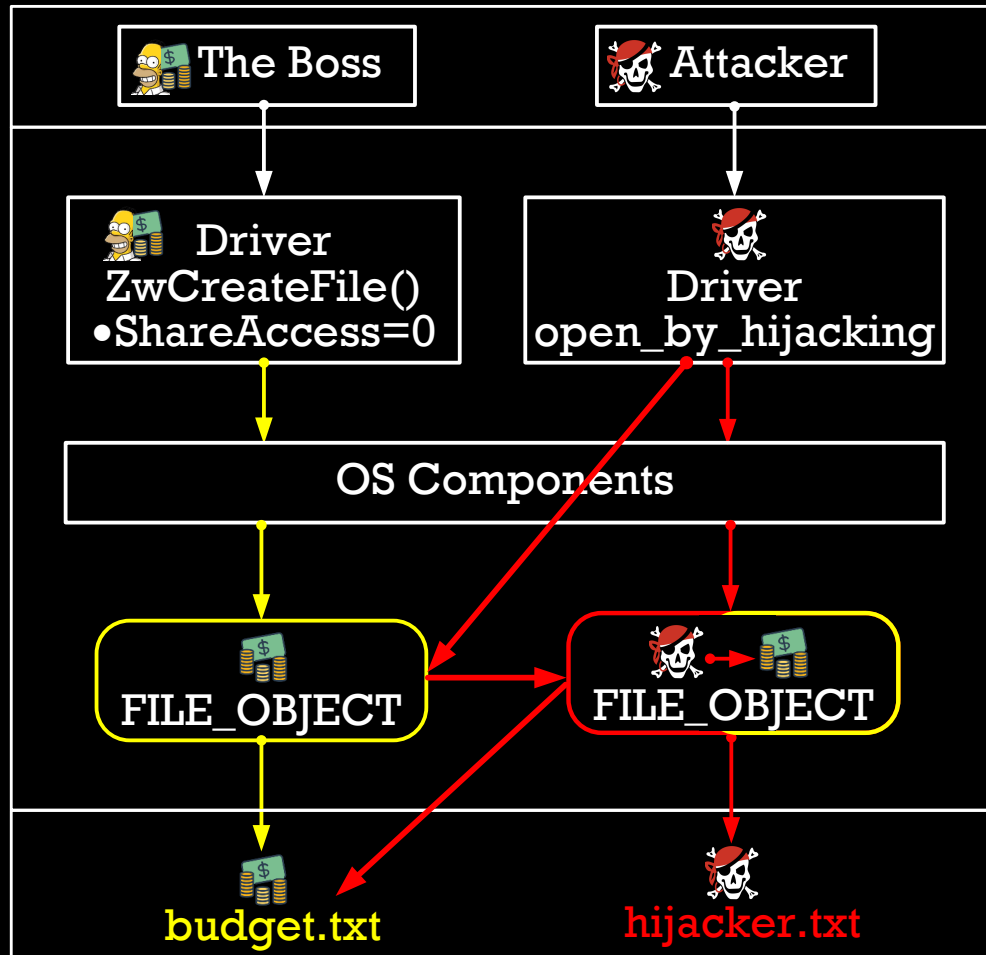 The Boss
Attacker
Driver
ZwCreateFile()
•ShareAccess=0
Driver
open_by_hijacking
OS Components
FILE_OBJECT
FILE_OBJECT
budget.txt
hijacker.txt